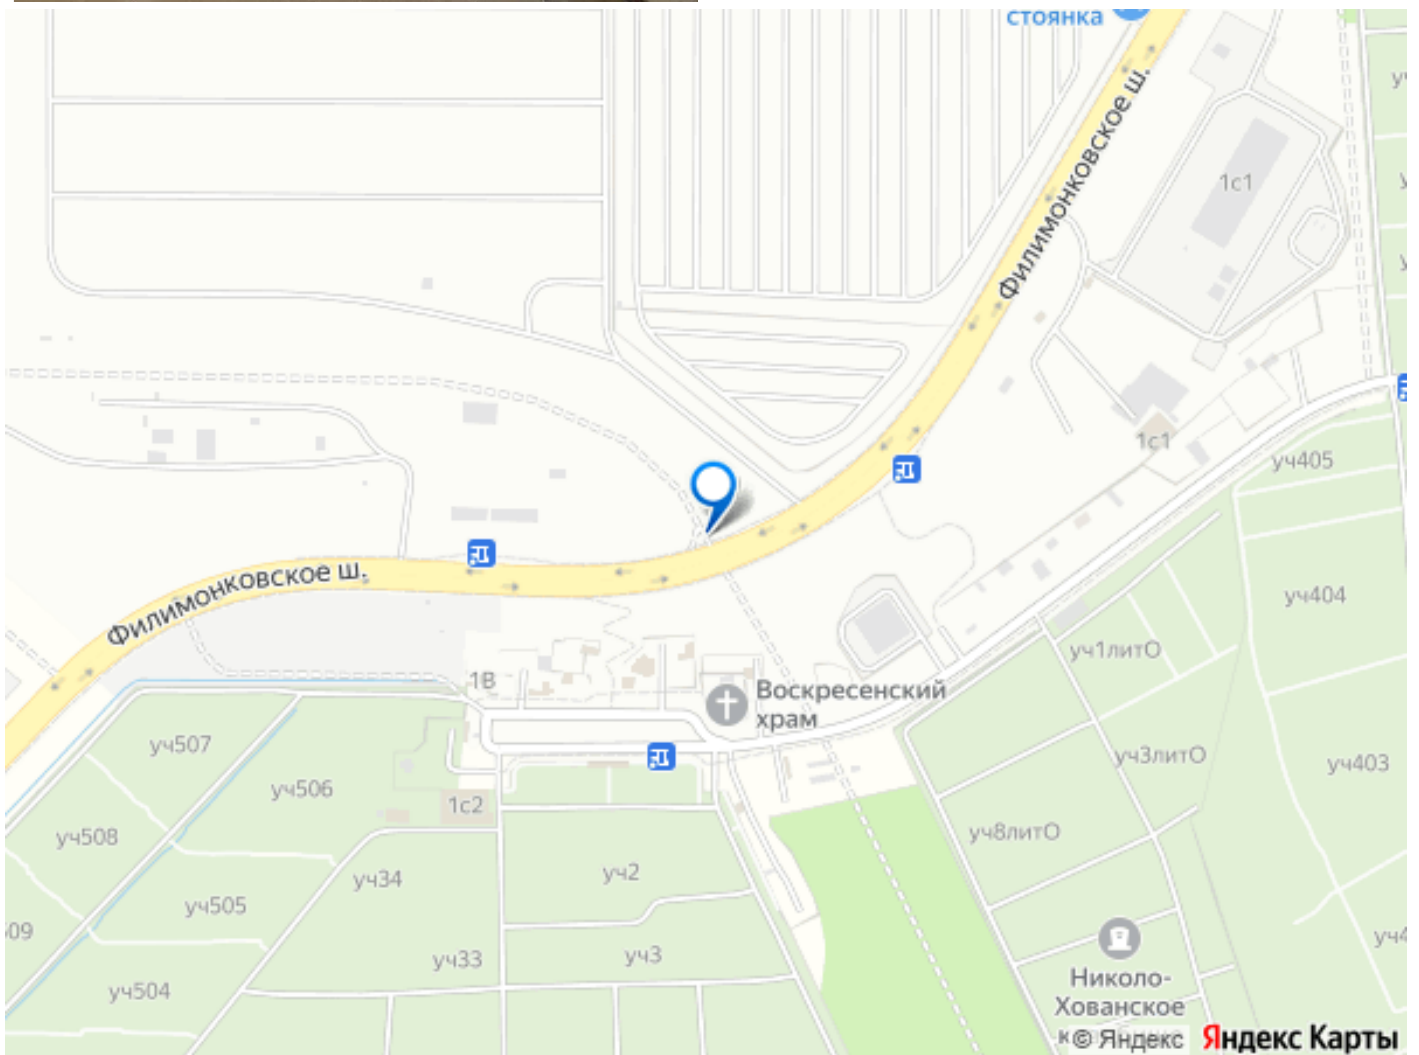 стоянка
Филимонковское ш.
1с1
1с1
уч405
уч404
Филимонковское ш.
уч1литО
1В
Воскресенский
храм
уч507
уч3литО
уч403
уч506
1с2
уч508
уч8литО
уч2
уч34
уч505
уч3
уч33
уч504
Николо-
Хованское
© Яндекс Яндекс Карты